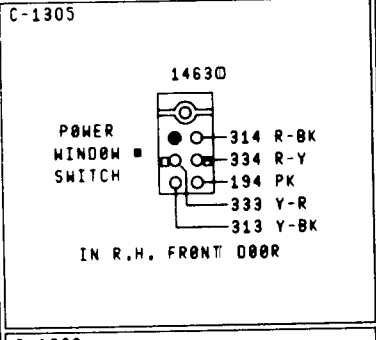 C-1305
14630
POWER
WINDOW
SWITCH
314 R-BK
334 R-Y
194 PK
333 Y-R
313 Y-BK
IN R.H. FRONT DOOR